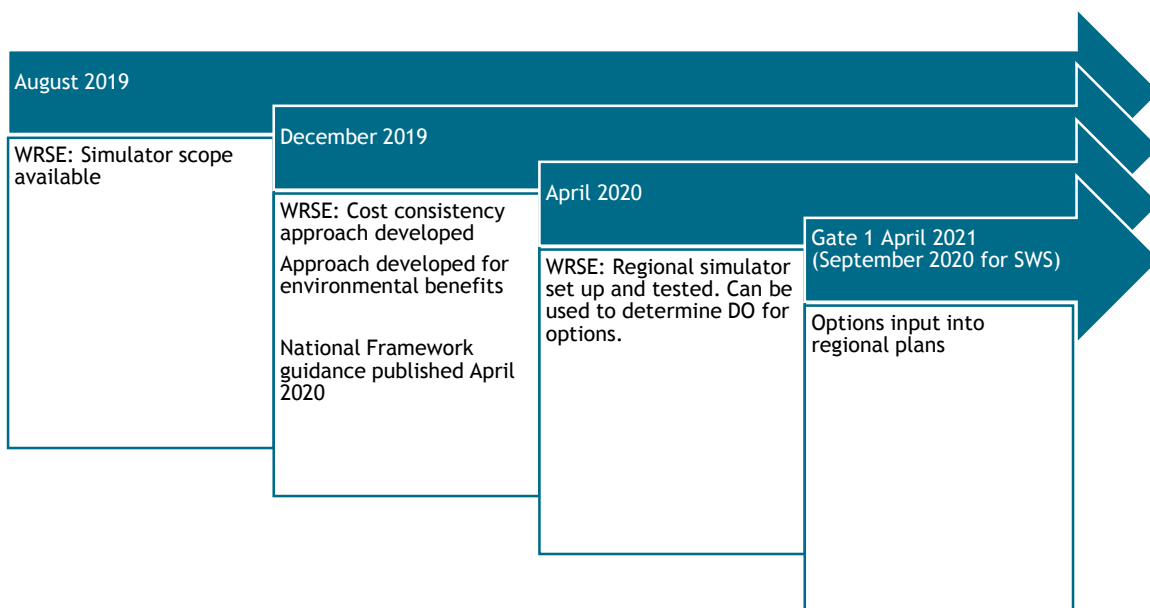 August 2019
WRSE: Simulator scope
available
December 2019
WRSE: Cost consistency
approach developed
Approach developed for
environmental benefits
National Framework
guidance published April
2020
April 2020
WRSE: Regional simulator
set up and tested. Can be
used to determine DO for
options.
Gate 1 April 2021
(September 2020 for SWS)
Options input into
regional plans